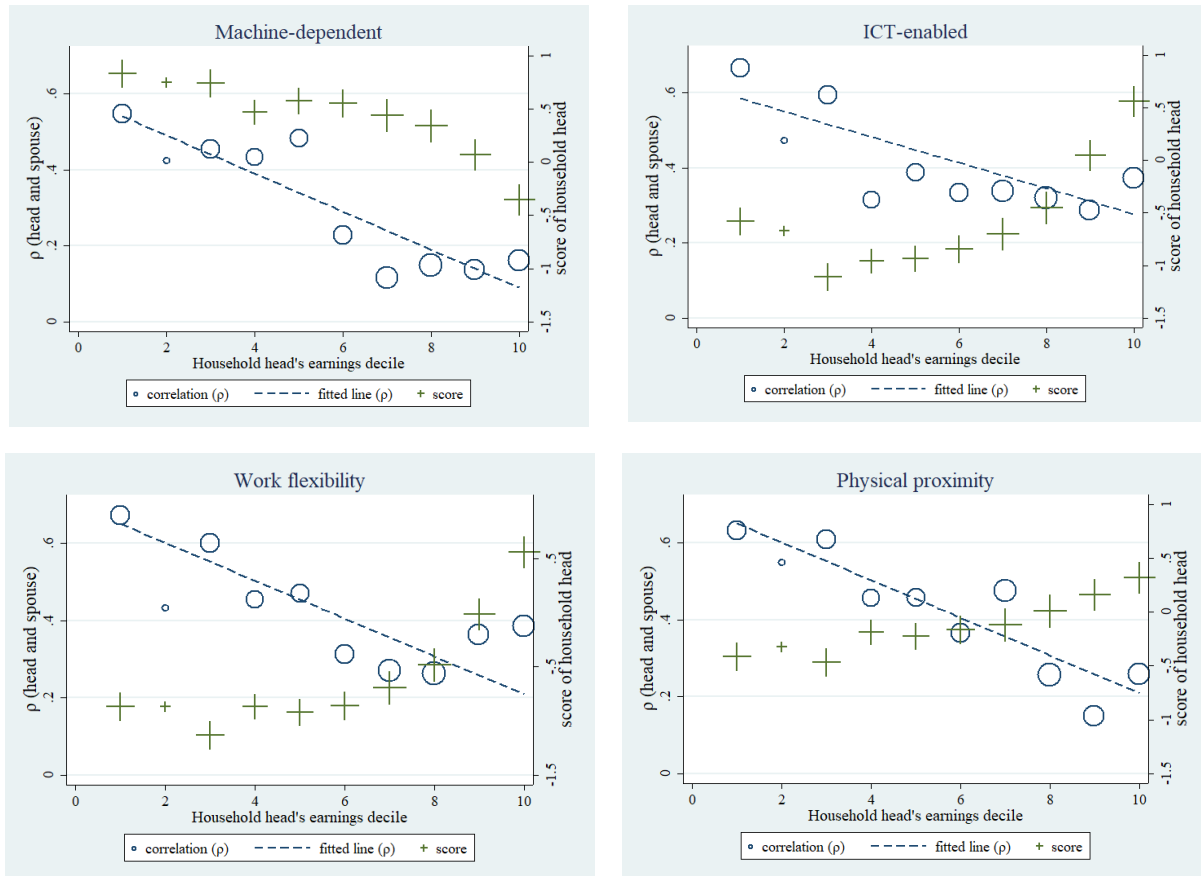 Machine-dependent
ρ (head and spouse)
0 .2 .4 .6
score of household head
-1.5 -1 -.5 0 .5 1
0 2 4 6 8 10
Household head's earnings decile
correlation (ρ) fitted line (ρ) score
ICT-enabled
ρ (head and spouse)
0 .2 .4 .6
score of household head
-1.5 -1 -.5 0 .5 1
0 2 4 6 8 10
Household head's earnings decile
correlation (ρ) fitted line (ρ) score
Work flexibility
ρ (head and spouse)
0 .2 .4 .6
score of household head
-1.5 -.5 .5
0 2 4 6 8 10
Household head's earnings decile
correlation (ρ) fitted line (ρ) score
Physical proximity
ρ (head and spouse)
0 .2 .4 .6
score of household head
-1.5 -1 -.5 0 .5 1
0 2 4 6 8 10
Household head's earnings decile
correlation (ρ) fitted line (ρ) score